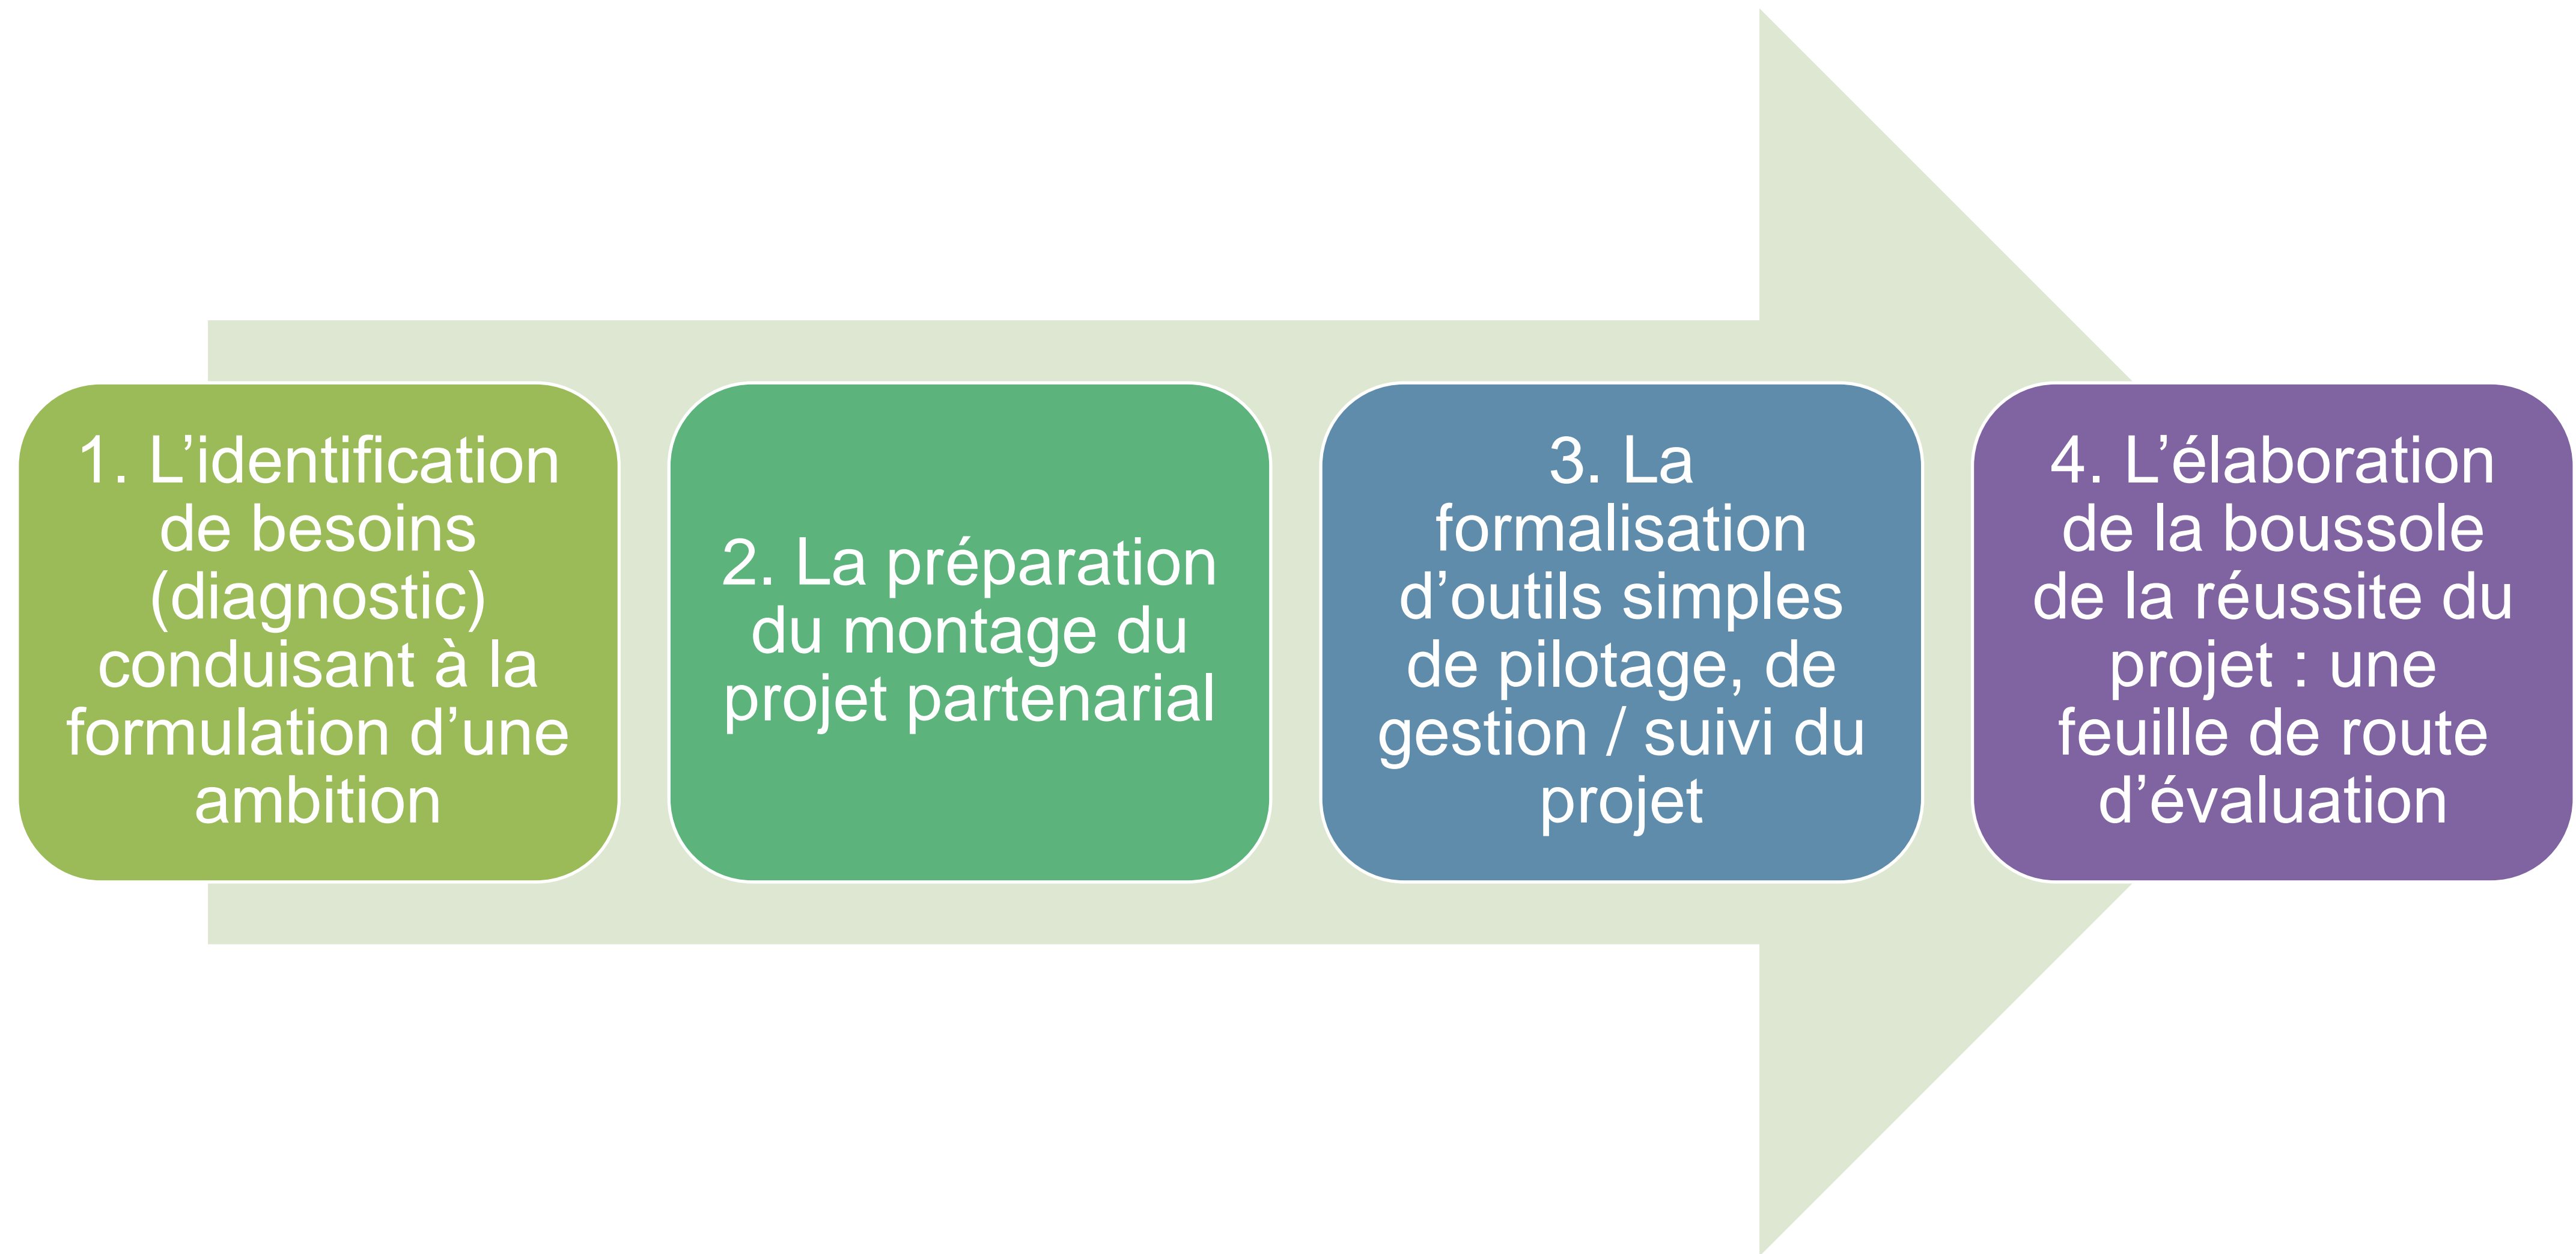 1. L’identification
de besoins
(diagnostic)
conduisant à la
formulation d’une
ambition
2. La préparation
du montage du
projet partenarial
3. La
formalisation
d’outils simples
de pilotage, de
gestion / suivi du
projet
4. L’élaboration
de la boussole
de la réussite du
projet : une
feuille de route
d’évaluation